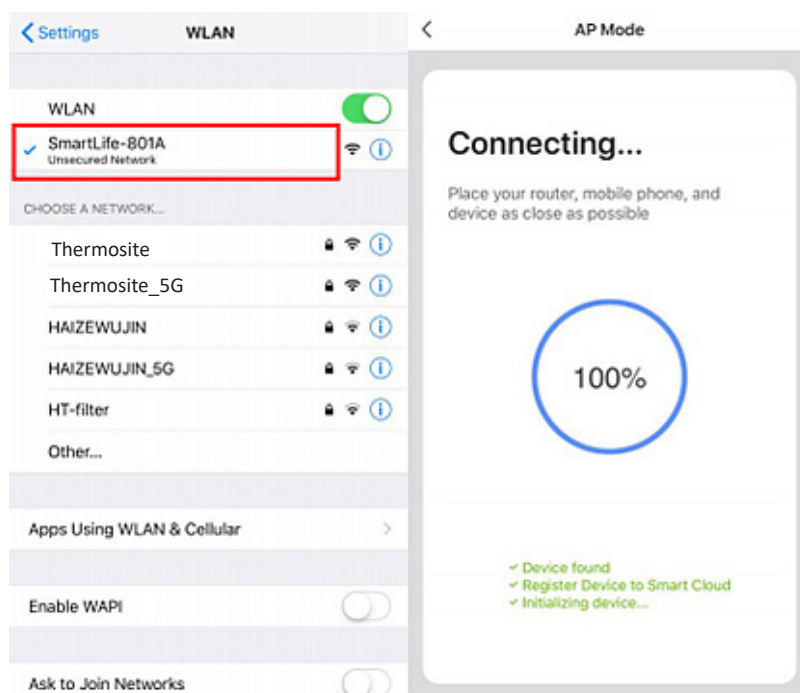 Settings
WLAN
WLAN
SmartLife-801A
Unsecured Network
CHOOSE A NETWORK...
Thermosite
Thermosite_5G
HAIZEWUJIN
HAIZEWUJIN_5G
HT-filter
Other...
Apps Using WLAN & Cellular
Enable WAPI
Ask to Join Networks
AP Mode
Connecting...
Place your router, mobile phone, and
device as close as possible
100%
Device found
Register Device to Smart Cloud
Initializing device...